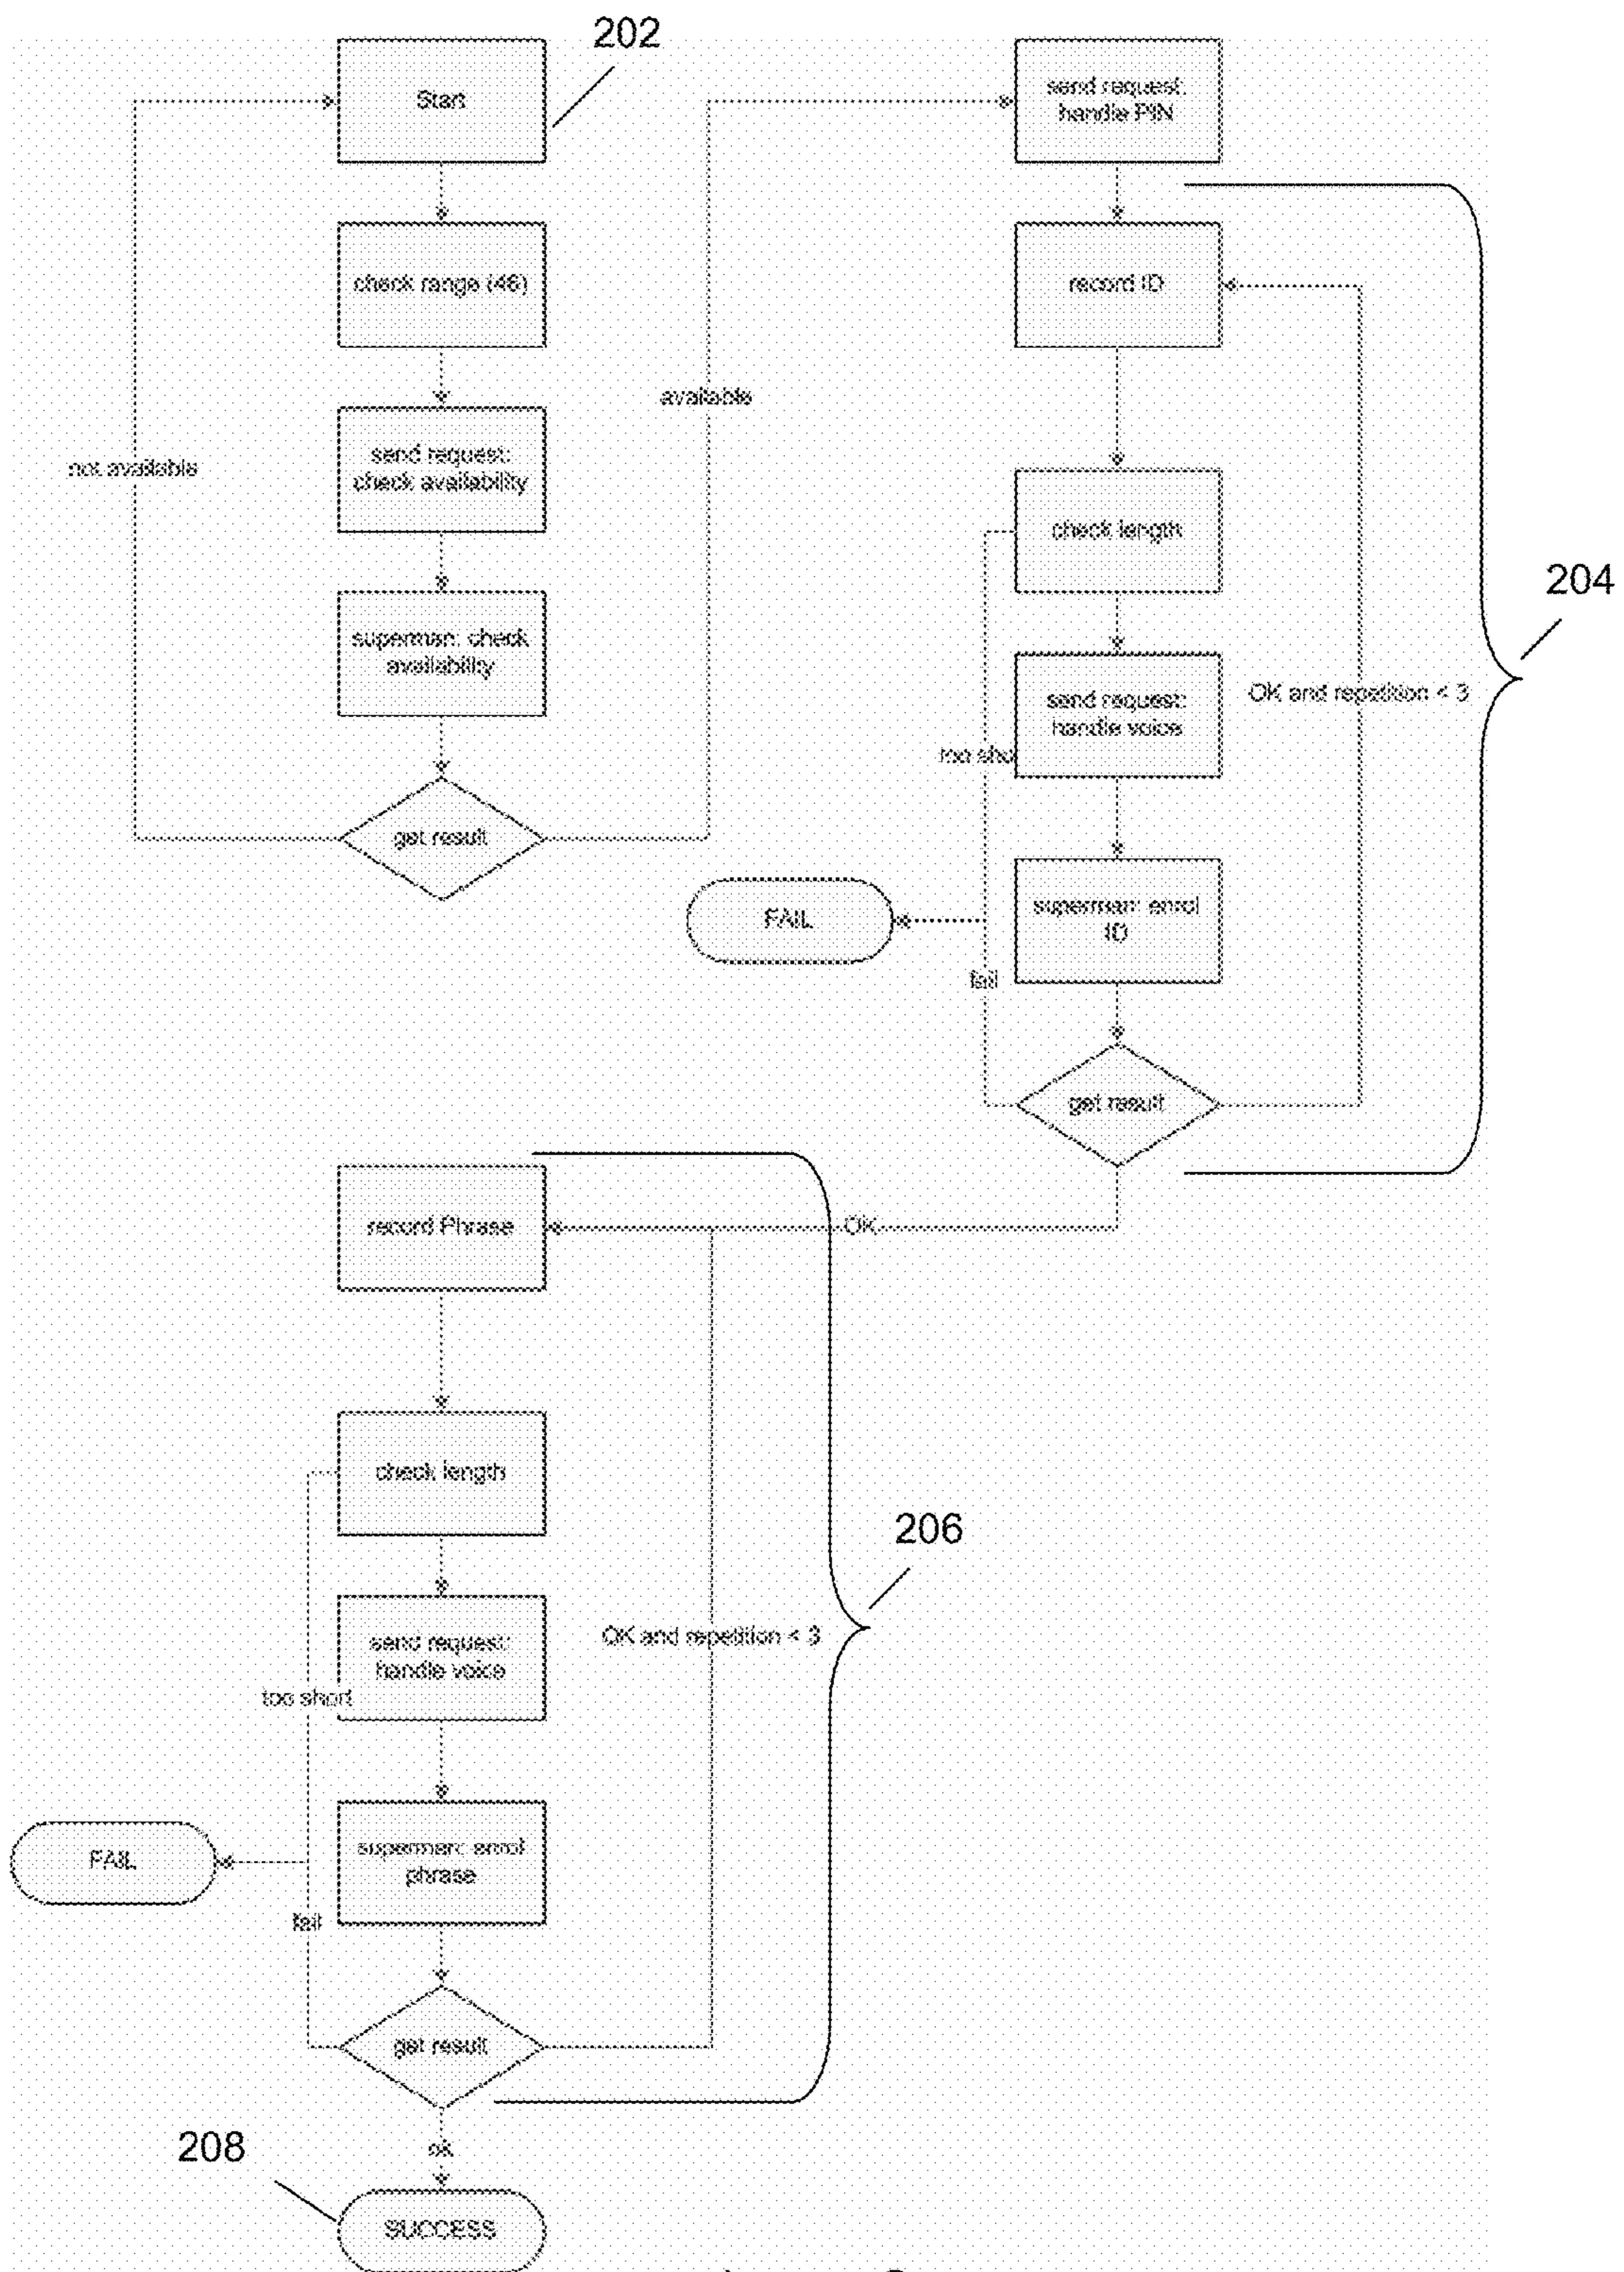 202
Start
check range (46)
send request:
check availability
superman: check
availability
get result
not available
available
send request:
handle PIN
record ID
check length
send request:
handle voice
superman: enrol
ID
get result
too sho
fail
FAIL
OK and repetition < 3
204
OK
record Phrase
check length
send request:
handle voice
superman: enrol
phrase
get result
too short
fail
FAIL
OK and repetition < 3
206
ok
208
SUCCESS